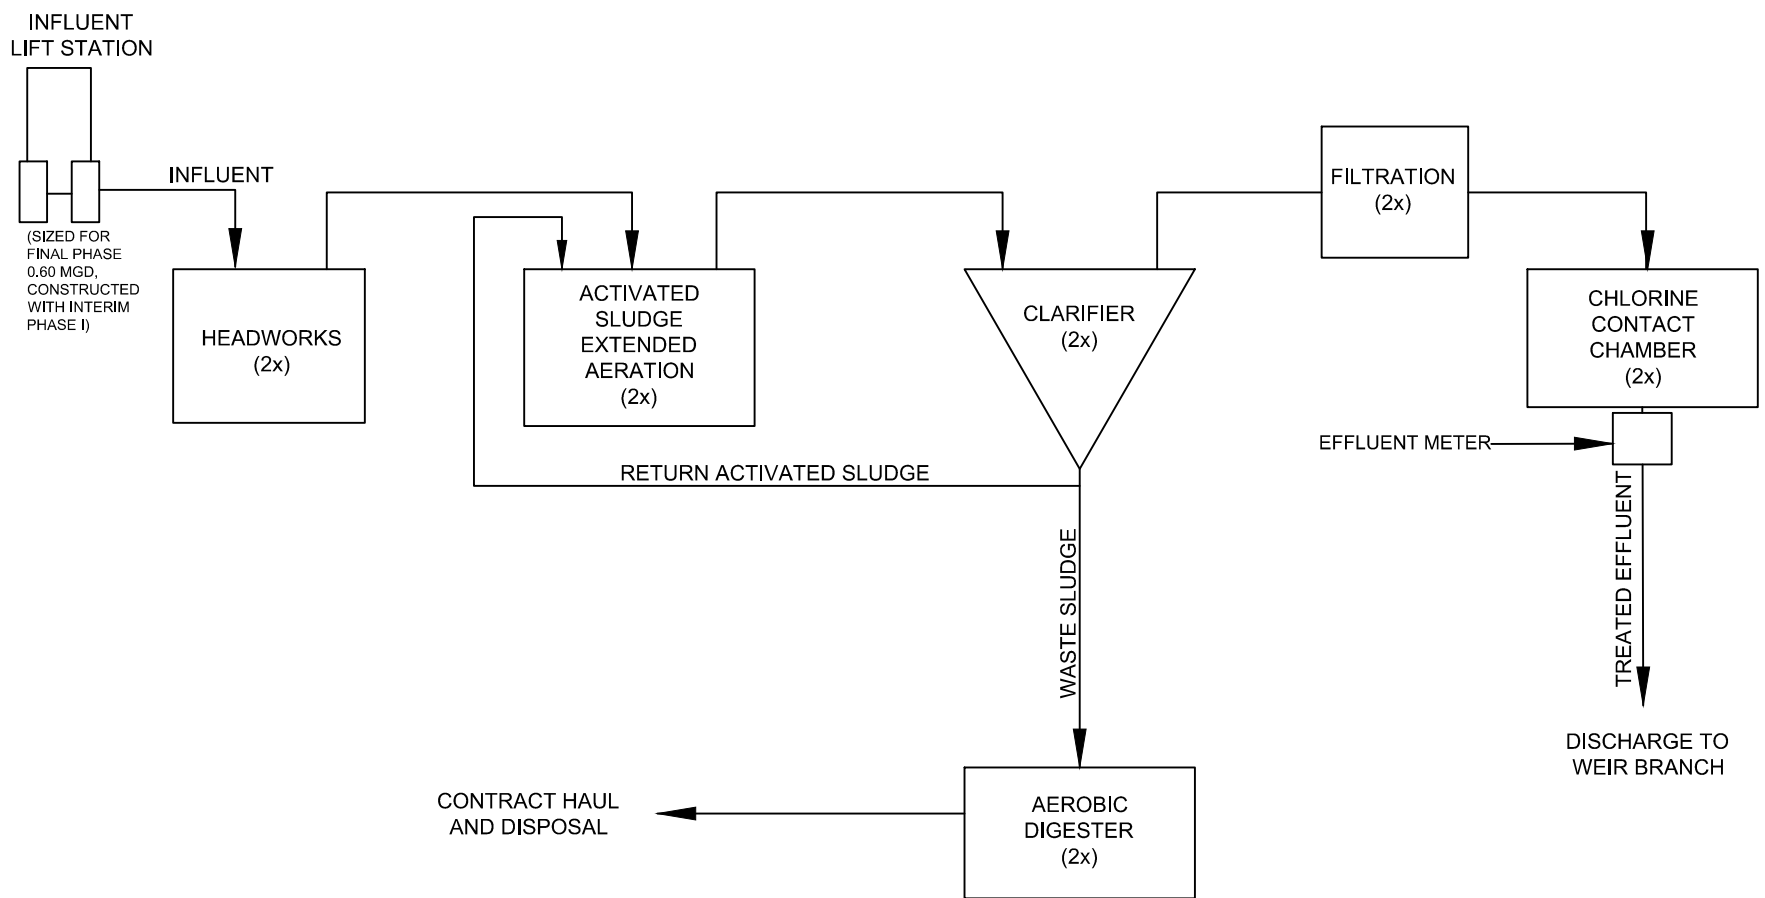 INFLUENT
LIFT STATION
(SIZED FOR
FINAL PHASE
0.60 MGD,
CONSTRUCTED
WITH INTERIM
PHASE I)
INFLUENT
HEADWORKS
(2x)
ACTIVATED
SLUDGE
EXTENDED
AERATION
(2x)
CLARIFIER
(2x)
FILTRATION
(2x)
CHLORINE
CONTACT
CHAMBER
(2x)
EFFLUENT METER
RETURN ACTIVATED SLUDGE
WASTE SLUDGE
TREATED EFFLUENT
DISCHARGE TO
WEIR BRANCH
AEROBIC
DIGESTER
(2x)
CONTRACT HAUL
AND DISPOSAL